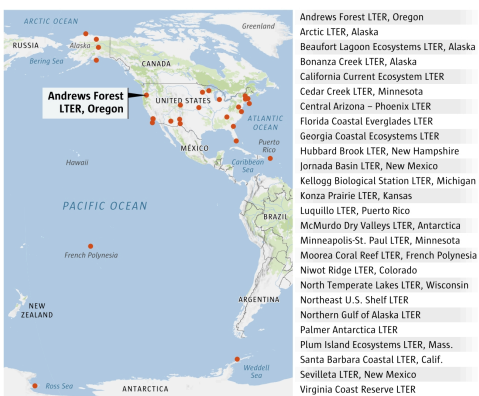 ARCTIC OCEAN
Greenland
RUSSIA
Alaska
Bering Sea
CANADA
Andrews Forest
LTER, Oregon
UNITED STATES
ATLANTIC
OCEAN
MEXICO
Puerto
Rico
Hawaii
Caribbean
Sea
PACIFIC OCEAN
BRAZIL
French Polynesia
NEW
ZEALAND
ARGENTINA
Weddell
Sea
Ross Sea
ANTARCTICA
Andrews Forest LTER, Oregon
Arctic LTER, Alaska
Beaufort Lagoon Ecosystems LTER, Alaska
Bonanza Creek LTER, Alaska
California Current Ecosystem LTER
Cedar Creek LTER, Minnesota
Central Arizona – Phoenix LTER
Florida Coastal Everglades LTER
Georgia Coastal Ecosystems LTER
Hubbard Brook LTER, New Hampshire
Jornada Basin LTER, New Mexico
Kellogg Biological Station LTER, Michigan
Konza Prairie LTER, Kansas
Luquillo LTER, Puerto Rico
McMurdo Dry Valleys LTER, Antarctica
Minneapolis-St. Paul LTER, Minnesota
Moorea Coral Reef LTER, French Polynesia
Niwot Ridge LTER, Colorado
North Temperate Lakes LTER, Wisconsin
Northeast U.S. Shelf LTER
Northern Gulf of Alaska LTER
Palmer Antarctica LTER
Plum Island Ecosystems LTER, Mass.
Santa Barbara Coastal LTER, Calif.
Sevilleta LTER, New Mexico
Virginia Coast Reserve LTER